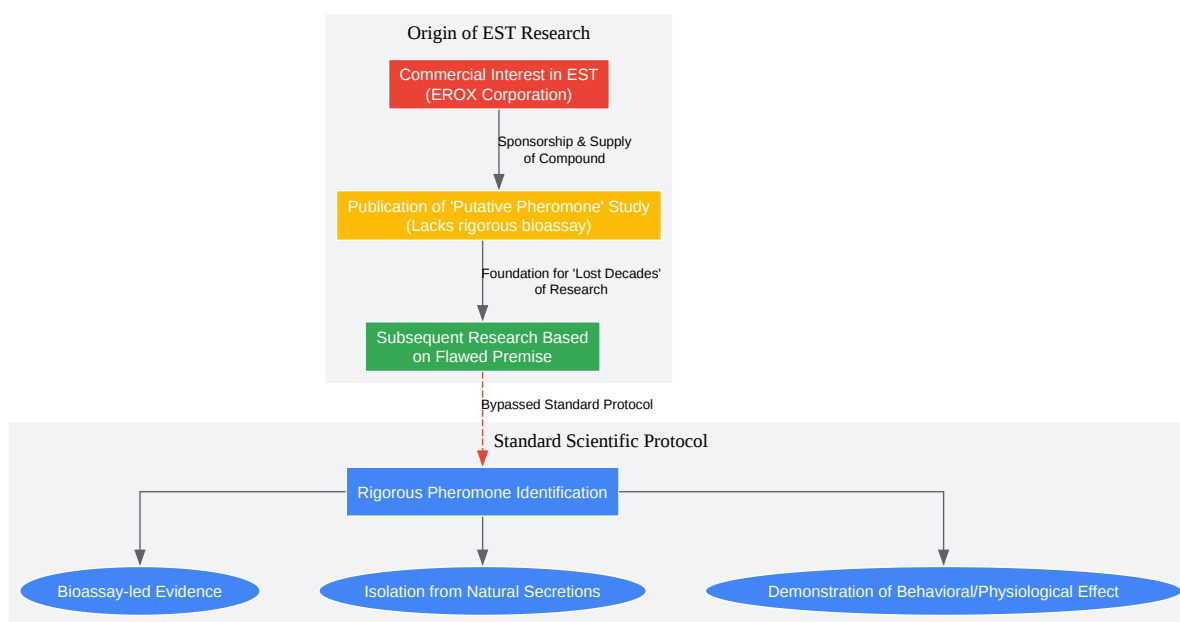 Origin of EST Research
Commercial Interest in EST
(EROX Corporation)
Sponsorship & Supply
of Compound
Publication of 'Putative Pheromone' Study
(Lacks rigorous bioassay)
Foundation for 'Lost Decades'
of Research
Subsequent Research Based
on Flawed Premise
Bypassed Standard Protocol
Standard Scientific Protocol
Rigorous Pheromone Identification
Bioassay-led Evidence
Isolation from Natural Secretions
Demonstration of Behavioral/Physiological Effect